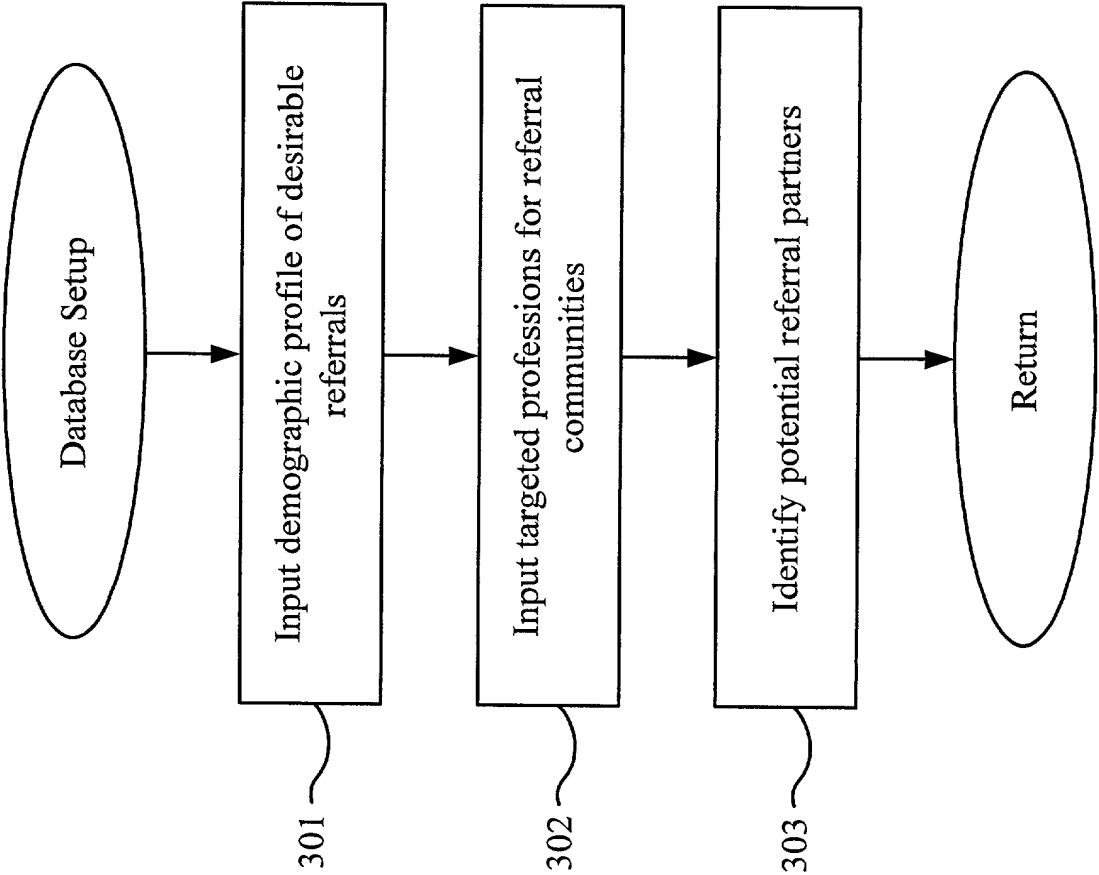 Database Setup
301
Input demographic profile of desirable
referrals
302
Input targeted professions for referral
communities
303
Identify potential referral partners
Return